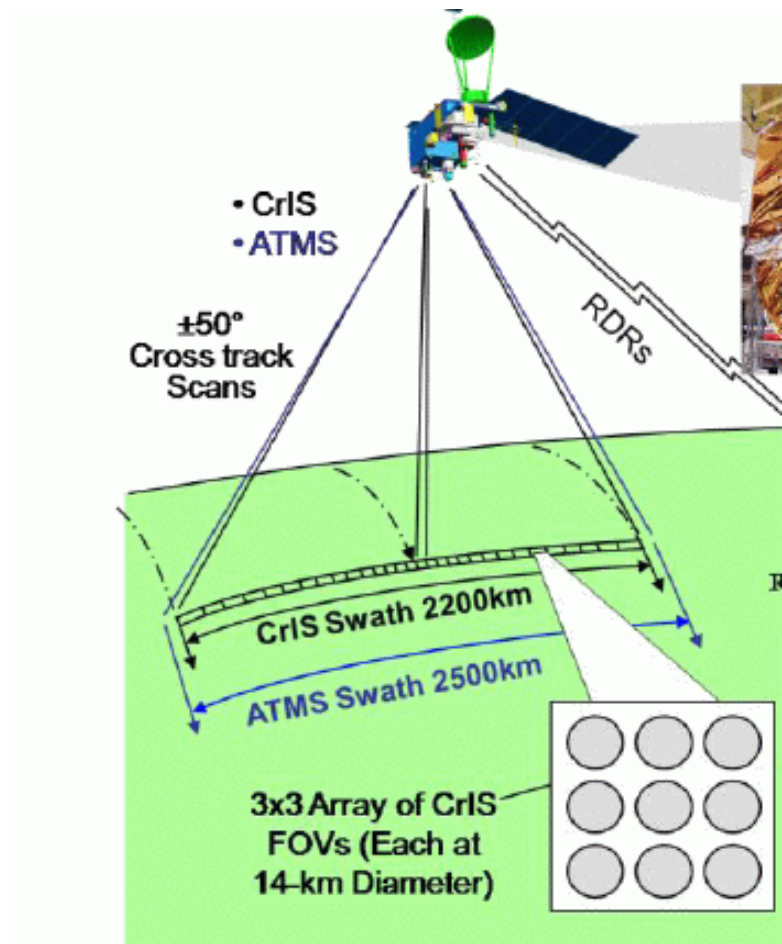 • CrIS
• ATMS
±50°
Cross track
Scans
RDRs
CrIS Swath 2200km
ATMS Swath 2500km
3x3 Array of CrIS
FOVs (Each at
14-km Diameter)